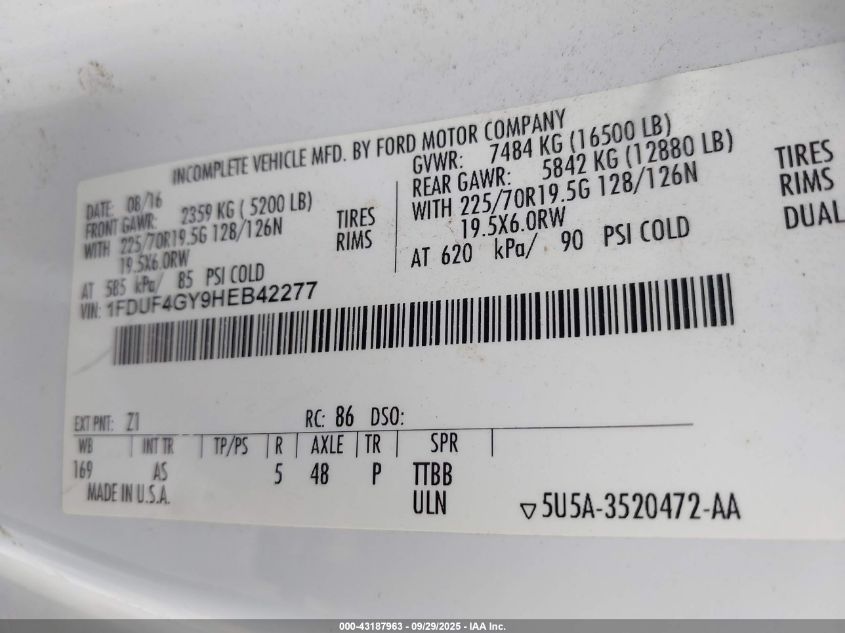 INCOMPLETE VEHICLE MFD. BY FORD MOTOR COMPANY
DATE: 08/16
FRONT GAWR: 2359 KG ( 5200 LB)
WITH 225/70R19.5G 128/126N TIRES
19.5X6.0RW RIMS
AT 585 kPa/ 85 PSI COLD
GVWR: 7484 KG (16500 LB)
REAR GAWR: 5842 KG (12880 LB)
WITH 225/70R19.5G 128/126N TIRES
19.5X6.0RW RIMS
AT 620 kPa/ 90 PSI COLD DUAL
VIN: 1FDUF4GY9HEB42277
EXT PNT: Z1 RC: 86 DSO:
WB INT TR TP/PS R AXLE TR SPR
169 AS 5 48 P TTBB
ULN
MADE IN U.S.A.
▽5U5A-3520472-AA
000-43187963 - 09/29/2025 - IAA Inc.